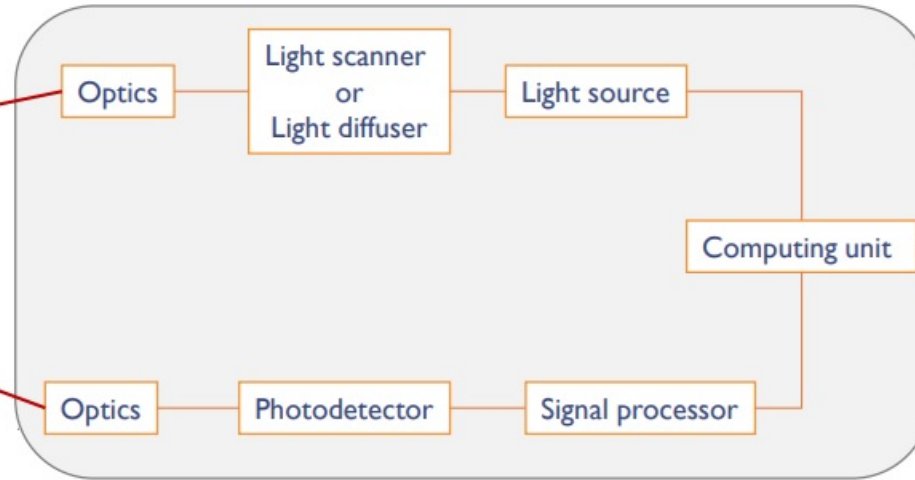 Optics
Light scanner
or
Light diffuser
Light source
Computing unit
Optics
Photodetector
Signal processor